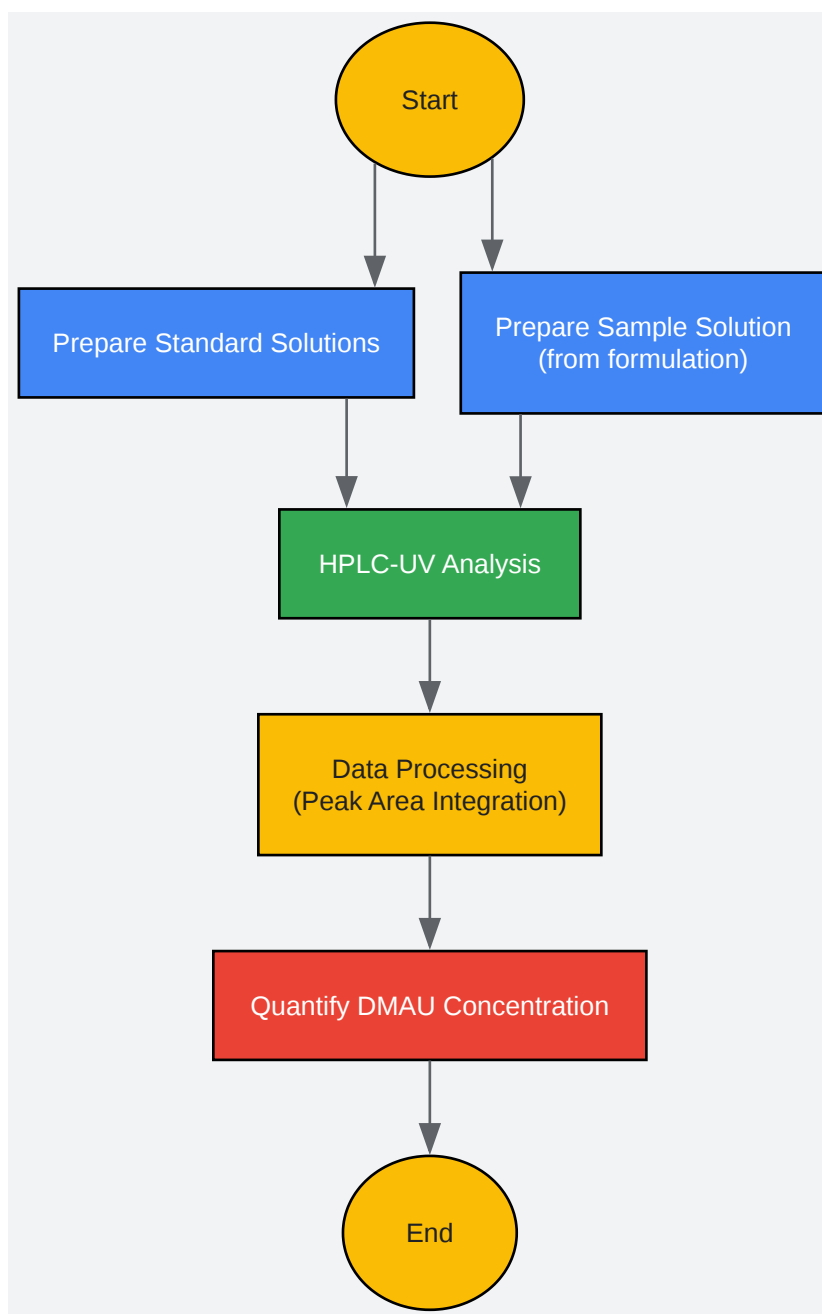 Start
Prepare Standard Solutions
Prepare Sample Solution
(from formulation)
HPLC-UV Analysis
Data Processing
(Peak Area Integration)
Quantify DMAU Concentration
End